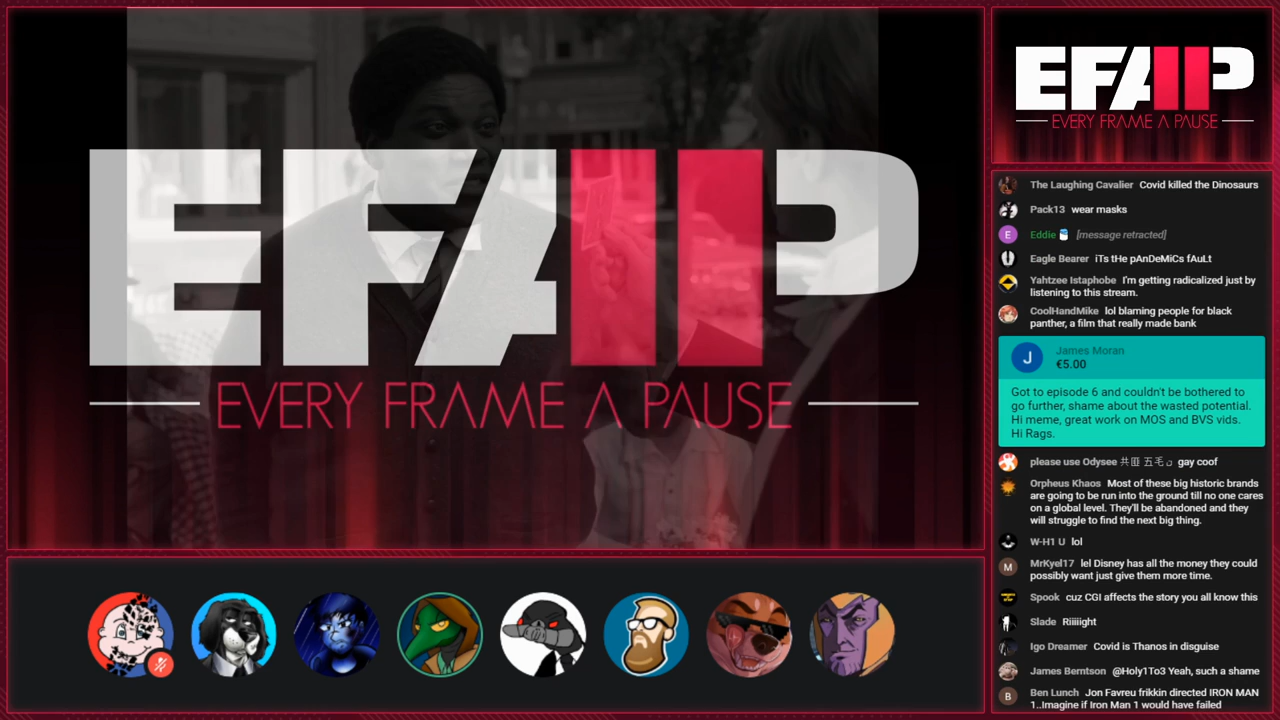 EFAP
EVERY FRAME A PAUSE
EFAP
EVERY FRAME A PAUSE
The Laughing Cavalier Covid killed the Dinosaurs
Pack13 wear masks
E Eddie [message retracted]
Eagle Bearer iTs tHe pAnDeMiCs fAuLt
Yahtzee Istaphobe I'm getting radicalized just by
listening to this stream.
CoolHandMike lol blaming people for black
panther, a film that really made bank
J James Moran
€5.00
Got to episode 6 and couldn't be bothered to
go further, shame about the wasted potential.
Hi meme, great work on MOS and BVS vids.
Hi Rags.
please use Odysee 共匪 五毛 gay coof
Orpheus Khaos Most of these big historic brands
are going to be run into the ground till no one cares
on a global level. They'll be abandoned and they
will struggle to find the next big thing.
W-H1 U lol
M MrKyel17 lel Disney has all the money they could
possibly want just give them more time.
Spook cuz CGI affects the story you all know this
Slade Riiiiight
Igo Dreamer Covid is Thanos in disguise
James Berntson @Holy1To3 Yeah, such a shame
B Ben Lunch Jon Favreu frikkin directed IRON MAN
1..Imagine if Iron Man 1 would have failed